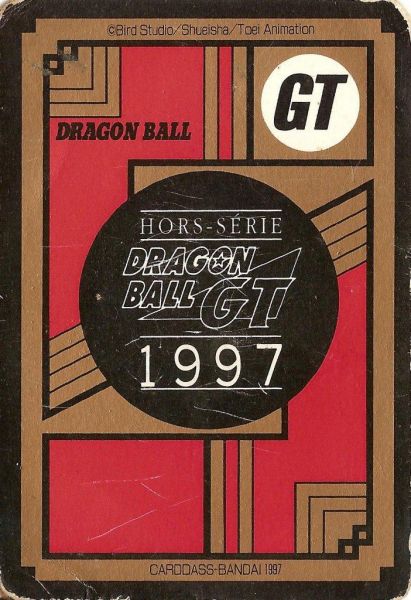 ©Bird Studio/Shueisha/Toei Animation
DRAGON BALL
GT
HORS-SÉRIE
DRAGON
BALL GT
1997
CARDDASS-BANDAI 1997